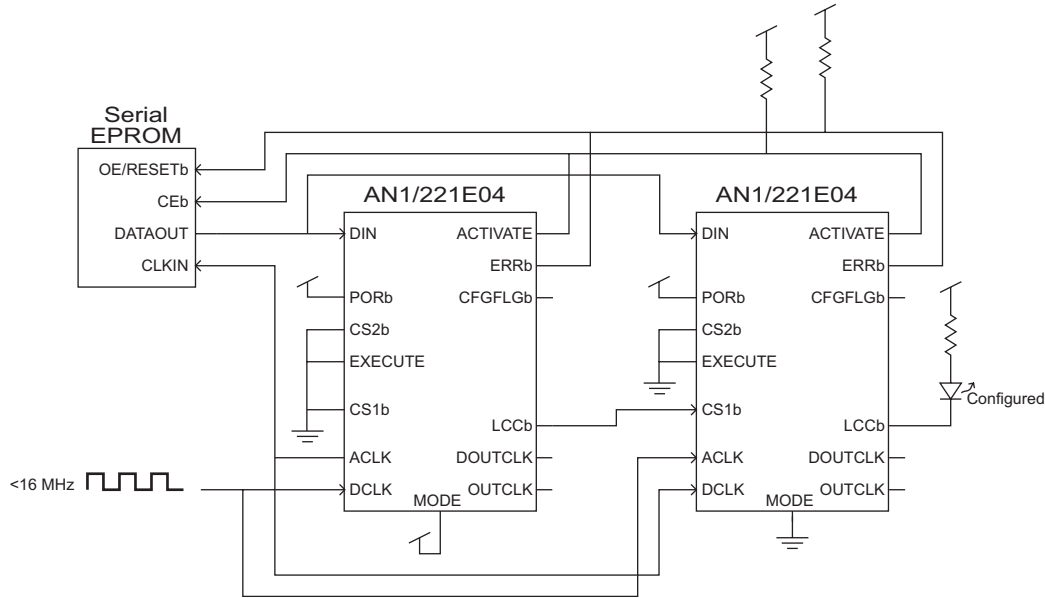 Serial
EPROM
OE/RESETb
CEb
DATAOUT
CLKIN
AN1/221E04
DIN
PORb
CS2b
EXECUTE
CS1b
ACLK
DCLK
MODE
ACTIVATE
ERRb
CFGFLGb
LCCb
DOUTCLK
OUTCLK
AN1/221E04
DIN
PORb
CS2b
EXECUTE
CS1b
ACLK
DCLK
MODE
ACTIVATE
ERRb
CFGFLGb
LCCb
DOUTCLK
OUTCLK
Configured
<16 MHz